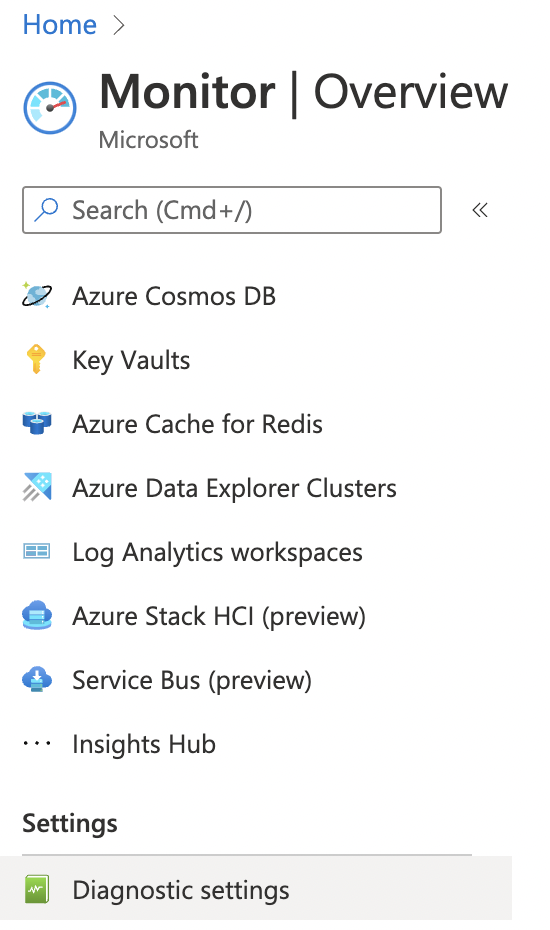 Home
Monitor | Overview
Microsoft
Search (Cmd+/)
Azure Cosmos DB
Key Vaults
Azure Cache for Redis
Azure Data Explorer Clusters
Log Analytics workspaces
Azure Stack HCI (preview)
Service Bus (preview)
Insights Hub
Settings
Diagnostic settings